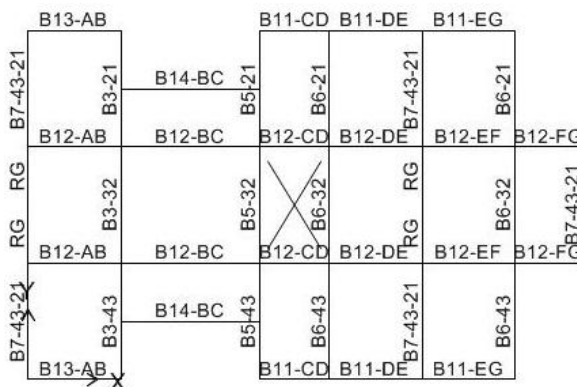 B13-AB B11-CD B11-DE B11-EG
B7-43-21 B3-21 B14-BC B5-21 B6-21 B7-43-21 B6-21
B12-AB B12-BC B12-CD B12-DE B12-EF B12-FG
RG RG B3-32 B5-32 B6-32 RG RG B6-32 B7-43-21
B12-AB B12-BC B12-CD B12-DE B12-EF B12-FG
B7-43-21 B3-43 B14-BC B5-43 B6-43 B7-43-21 B6-43
Y
B13-AB X B11-CD B11-DE B11-EG